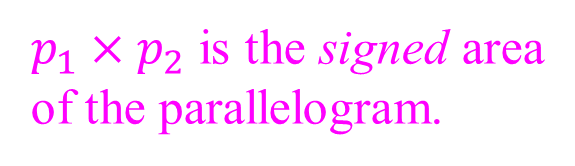 p₁ × p₂ is the signed area
of the parallelogram.